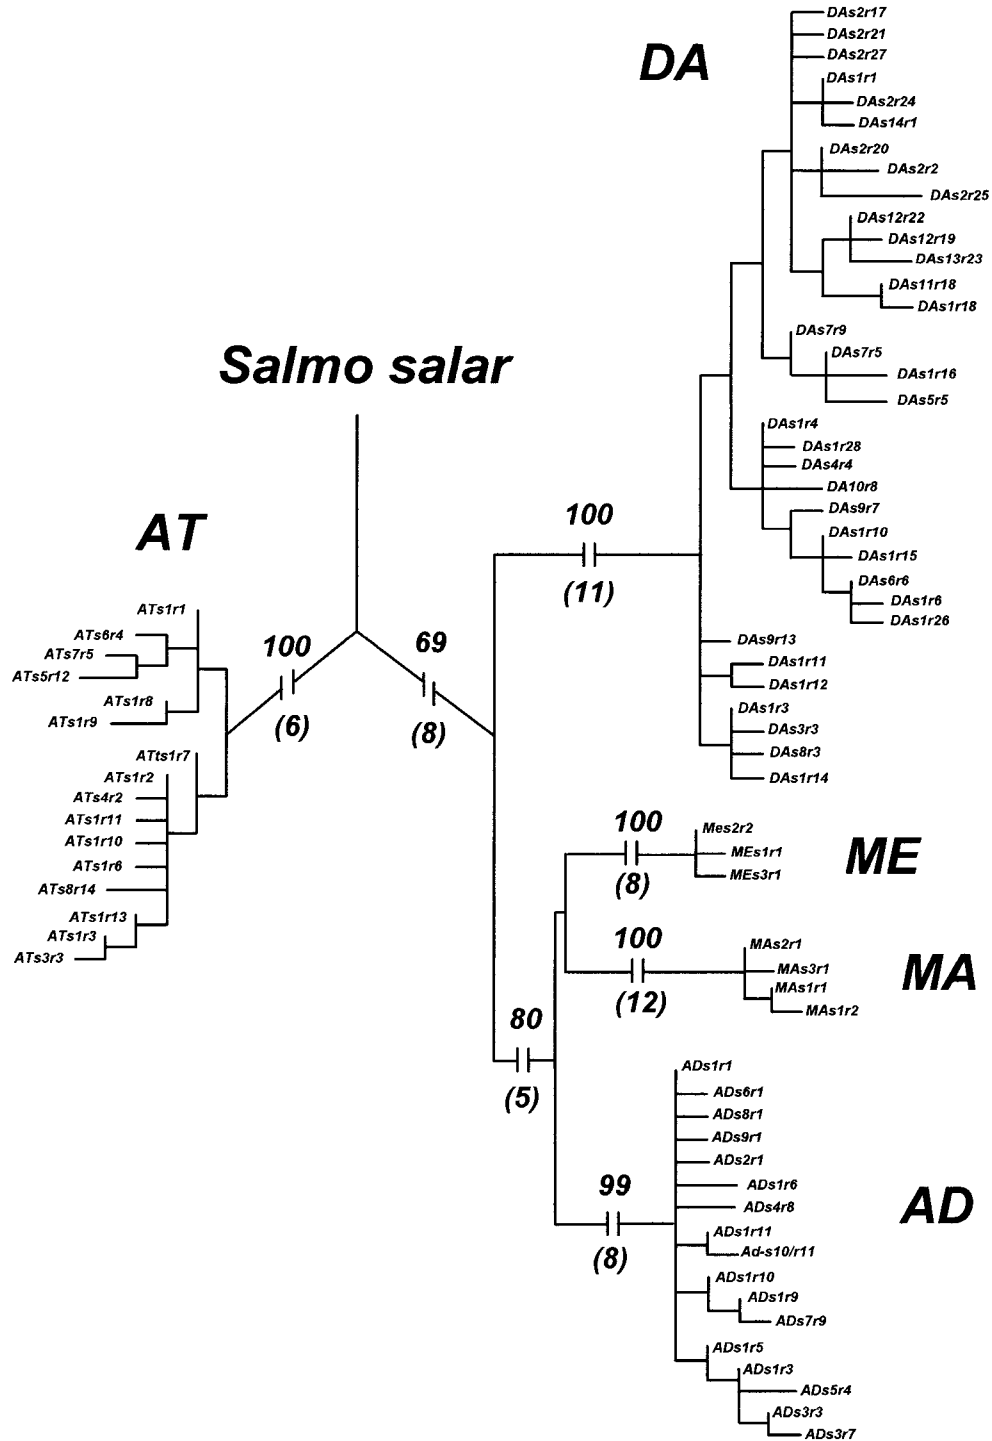 DAs2r17
DAs2r21
DAs2r27
DA
DAs1r1
DAs2r24
DAs14r1
DAs2r20
DAs2r2
DAs2r25
DAs12r22
DAs12r19
DAs13r23
DAs11r18
DAs1r18
DAs7r9
DAs7r5
DAs1r16
DAs5r5
Salmo salar
DAs1r4
DAs1r28
DAs4r4
DA10r8
DAs9r7
DAs1r10
DAs1r15
DAs6r6
DAs1r6
DAs1r26
100
(11)
DAs9r13
DAs1r11
DAs1r12
DAs1r3
DAs3r3
DAs8r3
DAs1r14
AT
ATs1r1
ATs6r4
ATs7r5
ATs5r12
ATs1r8
ATs1r9
ATts1r7
ATs1r2
ATs4r2
ATs1r11
ATs1r10
ATs1r6
ATs8r14
ATs1r13
ATs1r3
ATs3r3
100
(6)
69
(8)
100
(8)
Mes2r2
MEs1r1
MEs3r1
ME
100
(12)
MAs2r1
MAs3r1
MAs1r1
MAs1r2
MA
80
(5)
ADs1r1
ADs6r1
ADs8r1
ADs9r1
ADs2r1
ADs1r6
ADs4r8
ADs1r11
Ad-s10/r11
ADs1r10
ADs1r9
ADs7r9
ADs1r5
ADs1r3
ADs5r4
ADs3r3
ADs3r7
99
(8)
AD